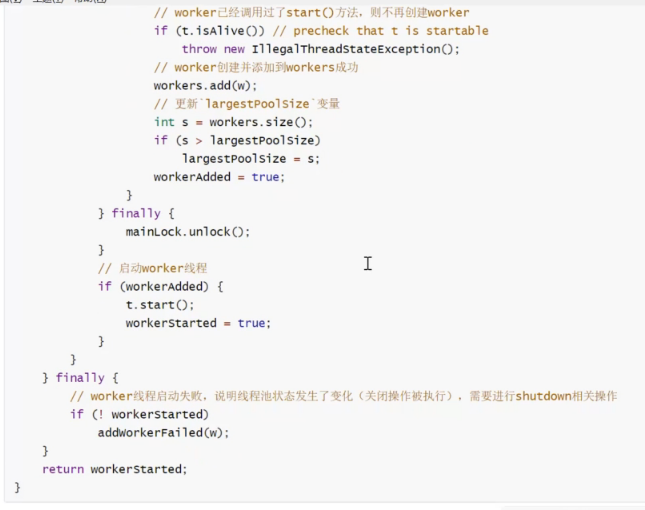 // worker已经调用过了start()方法，则不再创建worker
if (t.isAlive()) // precheck that t is startable
throw new IllegalThreadStateException();
// worker创建并添加到workers成功
workers.add(w);
// 更新`largestPoolSize`变量
int s = workers.size();
if (s > largestPoolSize)
largestPoolSize = s;
workerAdded = true;
}
} finally {
mainLock.unlock();
}
// 启动worker线程
if (workerAdded) {
t.start();
workerStarted = true;
}
}
} finally {
// worker线程启动失败，说明线程池状态发生了变化（关闭操作被执行），需要进行shutdown相关操作
if (! workerStarted)
addWorkerFailed(w);
}
return workerStarted;
}